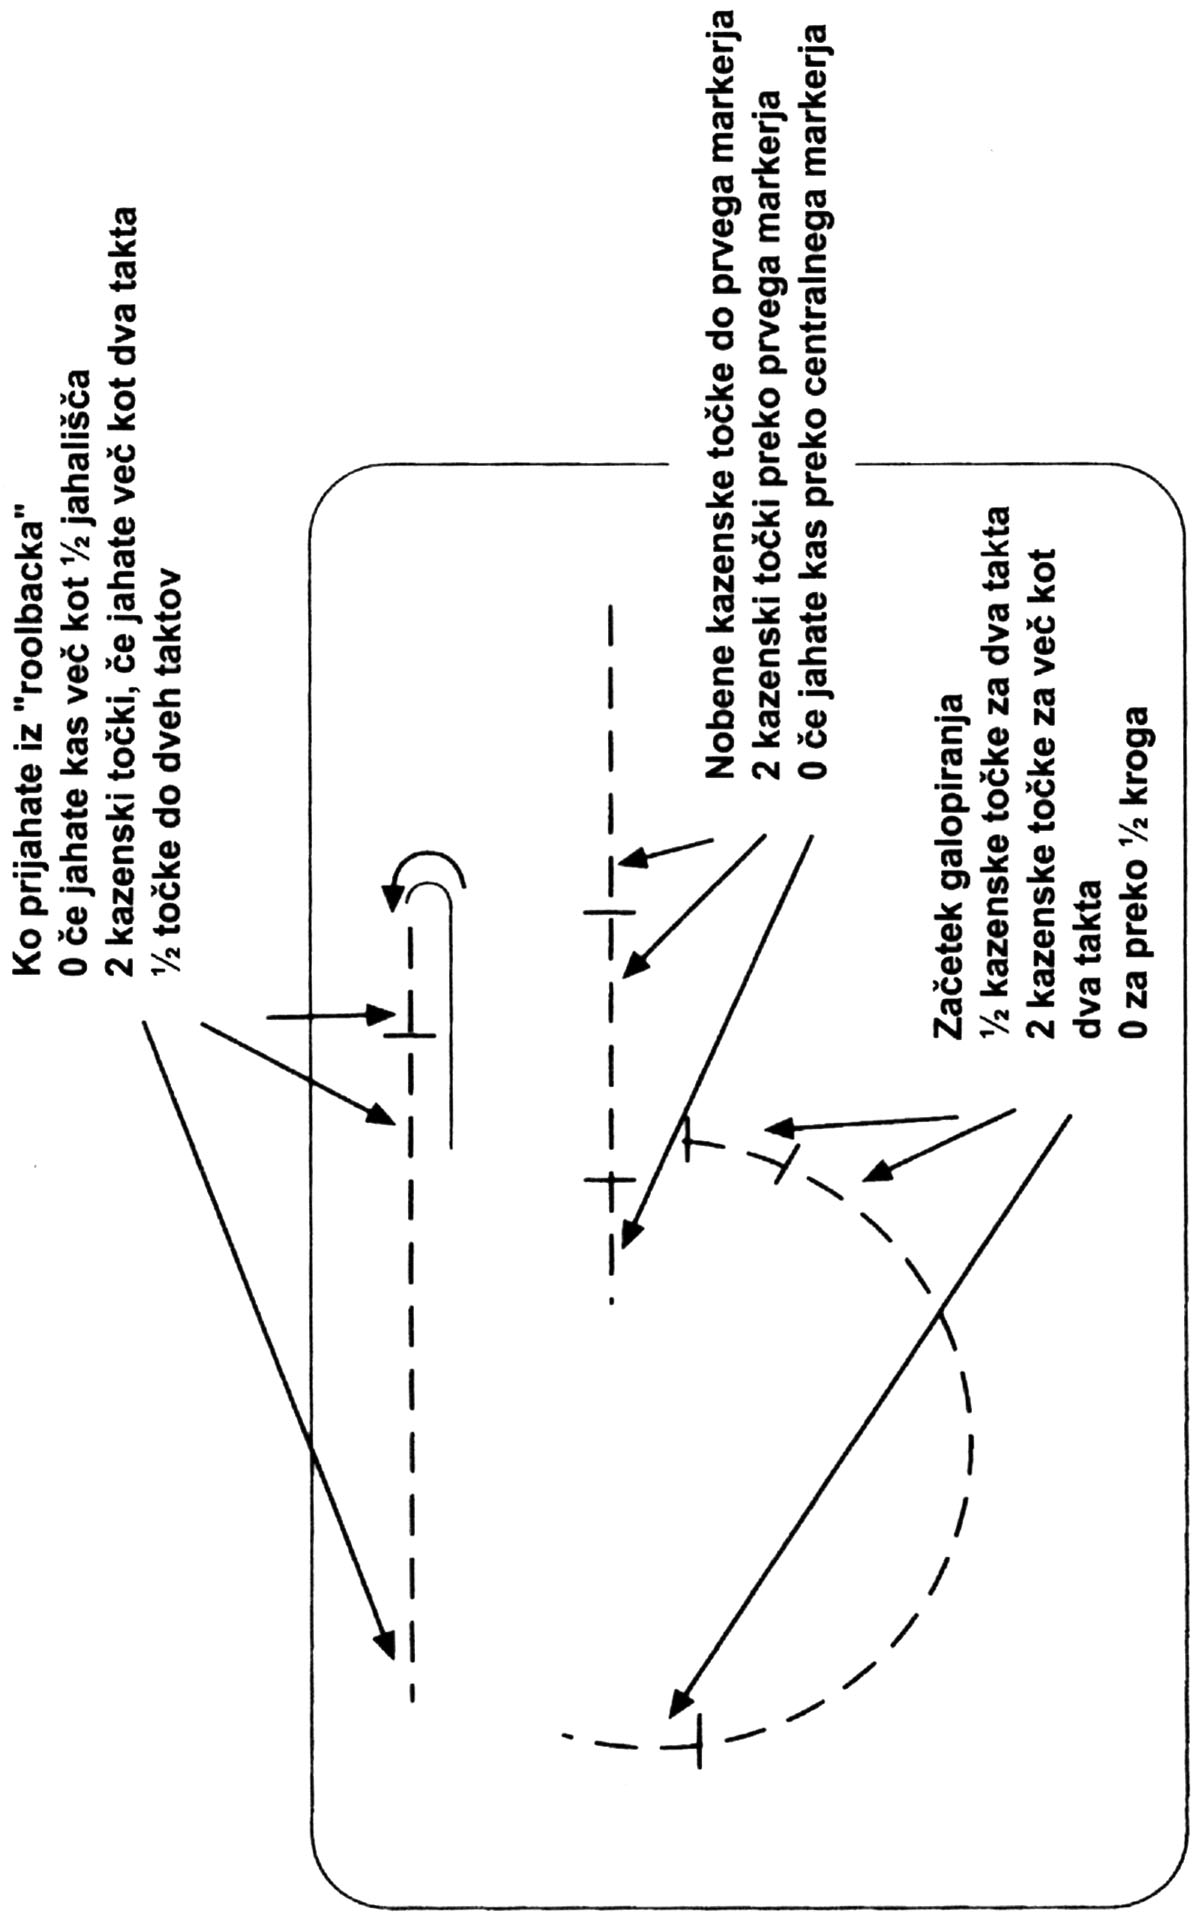 Ko prijahate iz "roolbacka"
0 če jahate kas več kot ½ jahališča
2 kazenski točki, če jahate več kot dva takta
½ točke do dveh taktov
Nobene kazenske točke do prvega markerja
2 kazenski točki preko prvega markerja
0 če jahate kas preko centralnega markerja
Začetek galopiranja
½ kazenske točke za dva takta
2 kazenske točke za več kot
dva takta
0 za preko ½ kroga